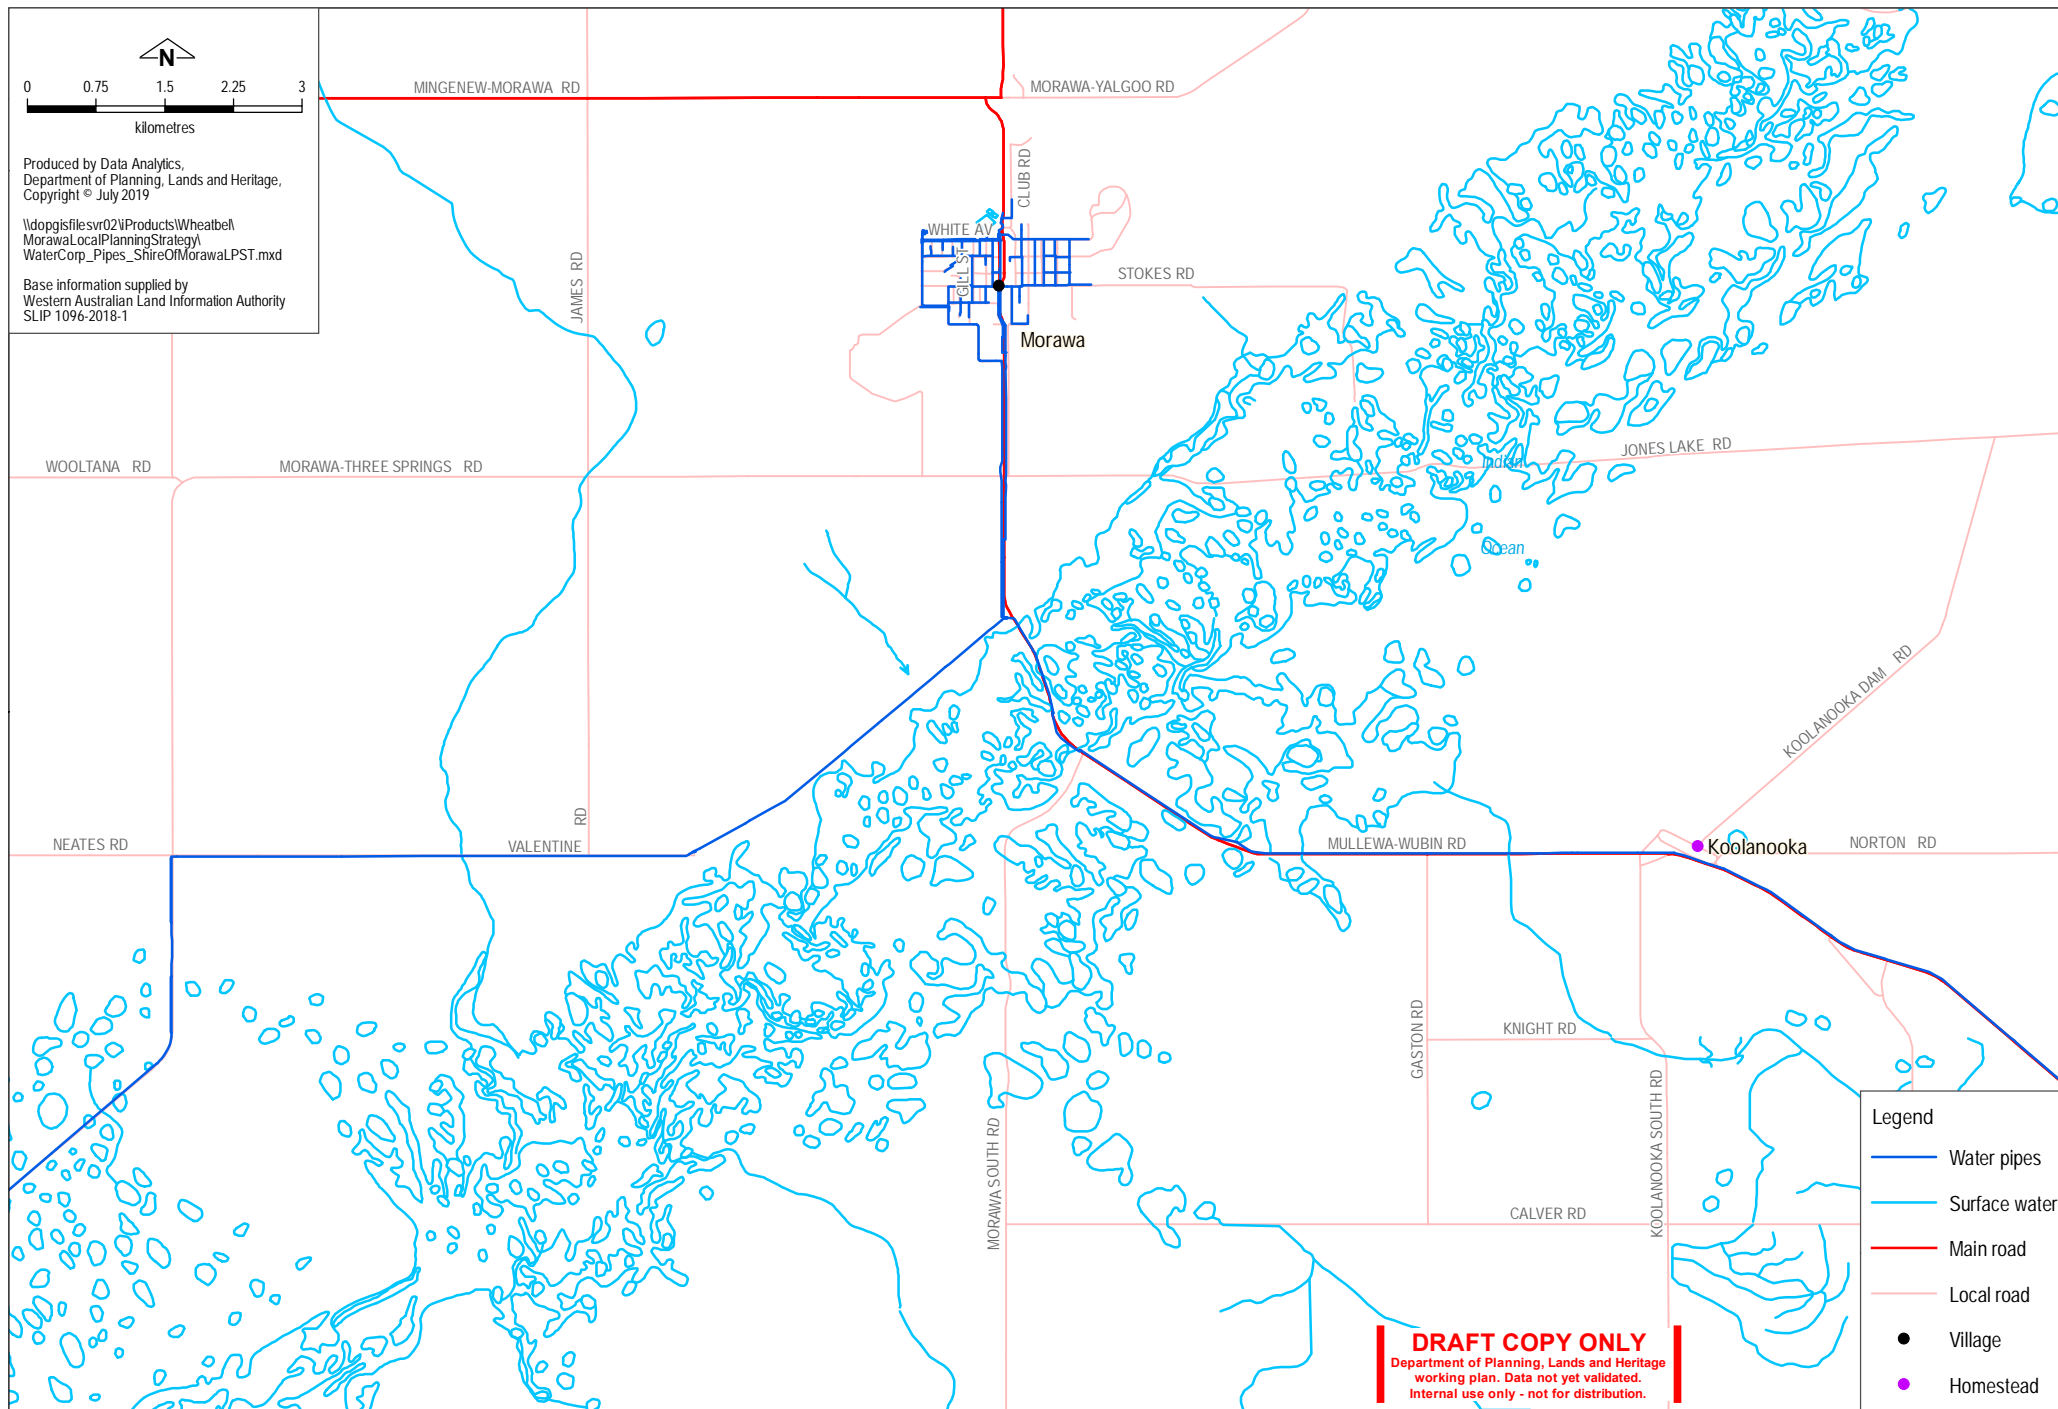 N
0 0.75 1.5 2.25 3
kilometres
Produced by Data Analytics,
Department of Planning, Lands and Heritage,
Copyright © July 2019
\\dopgisfilesvr02\iProducts\Wheatbel\
MorawaLocalPlanningStrategy\
WaterCorp_Pipes_ShireOfMorawaLPST.mxd
Base information supplied by
Western Australian Land Information Authority
SLIP 1096-2018-1
MINGENEW-MORAWA RD
MORAWA-YALGOO RD
CLUB RD
WHITE AV
GILL ST
JAMES RD
STOKES RD
Morawa
WOOLTANA RD
MORAWA-THREE SPRINGS RD
JONES LAKE RD
Indian
Ocean
KOOLANOOKA DAM RD
NEATES RD
VALENTINE RD
MULLEWA-WUBIN RD
Koolanooka
NORTON RD
GASTON RD
KNIGHT RD
KOOLANOOKA SOUTH RD
MORAWA SOUTH RD
CALVER RD
Legend
Water pipes
Surface water
Main road
Local road
Village
Homestead
DRAFT COPY ONLY
Department of Planning, Lands and Heritage
working plan. Data not yet validated.
Internal use only - not for distribution.